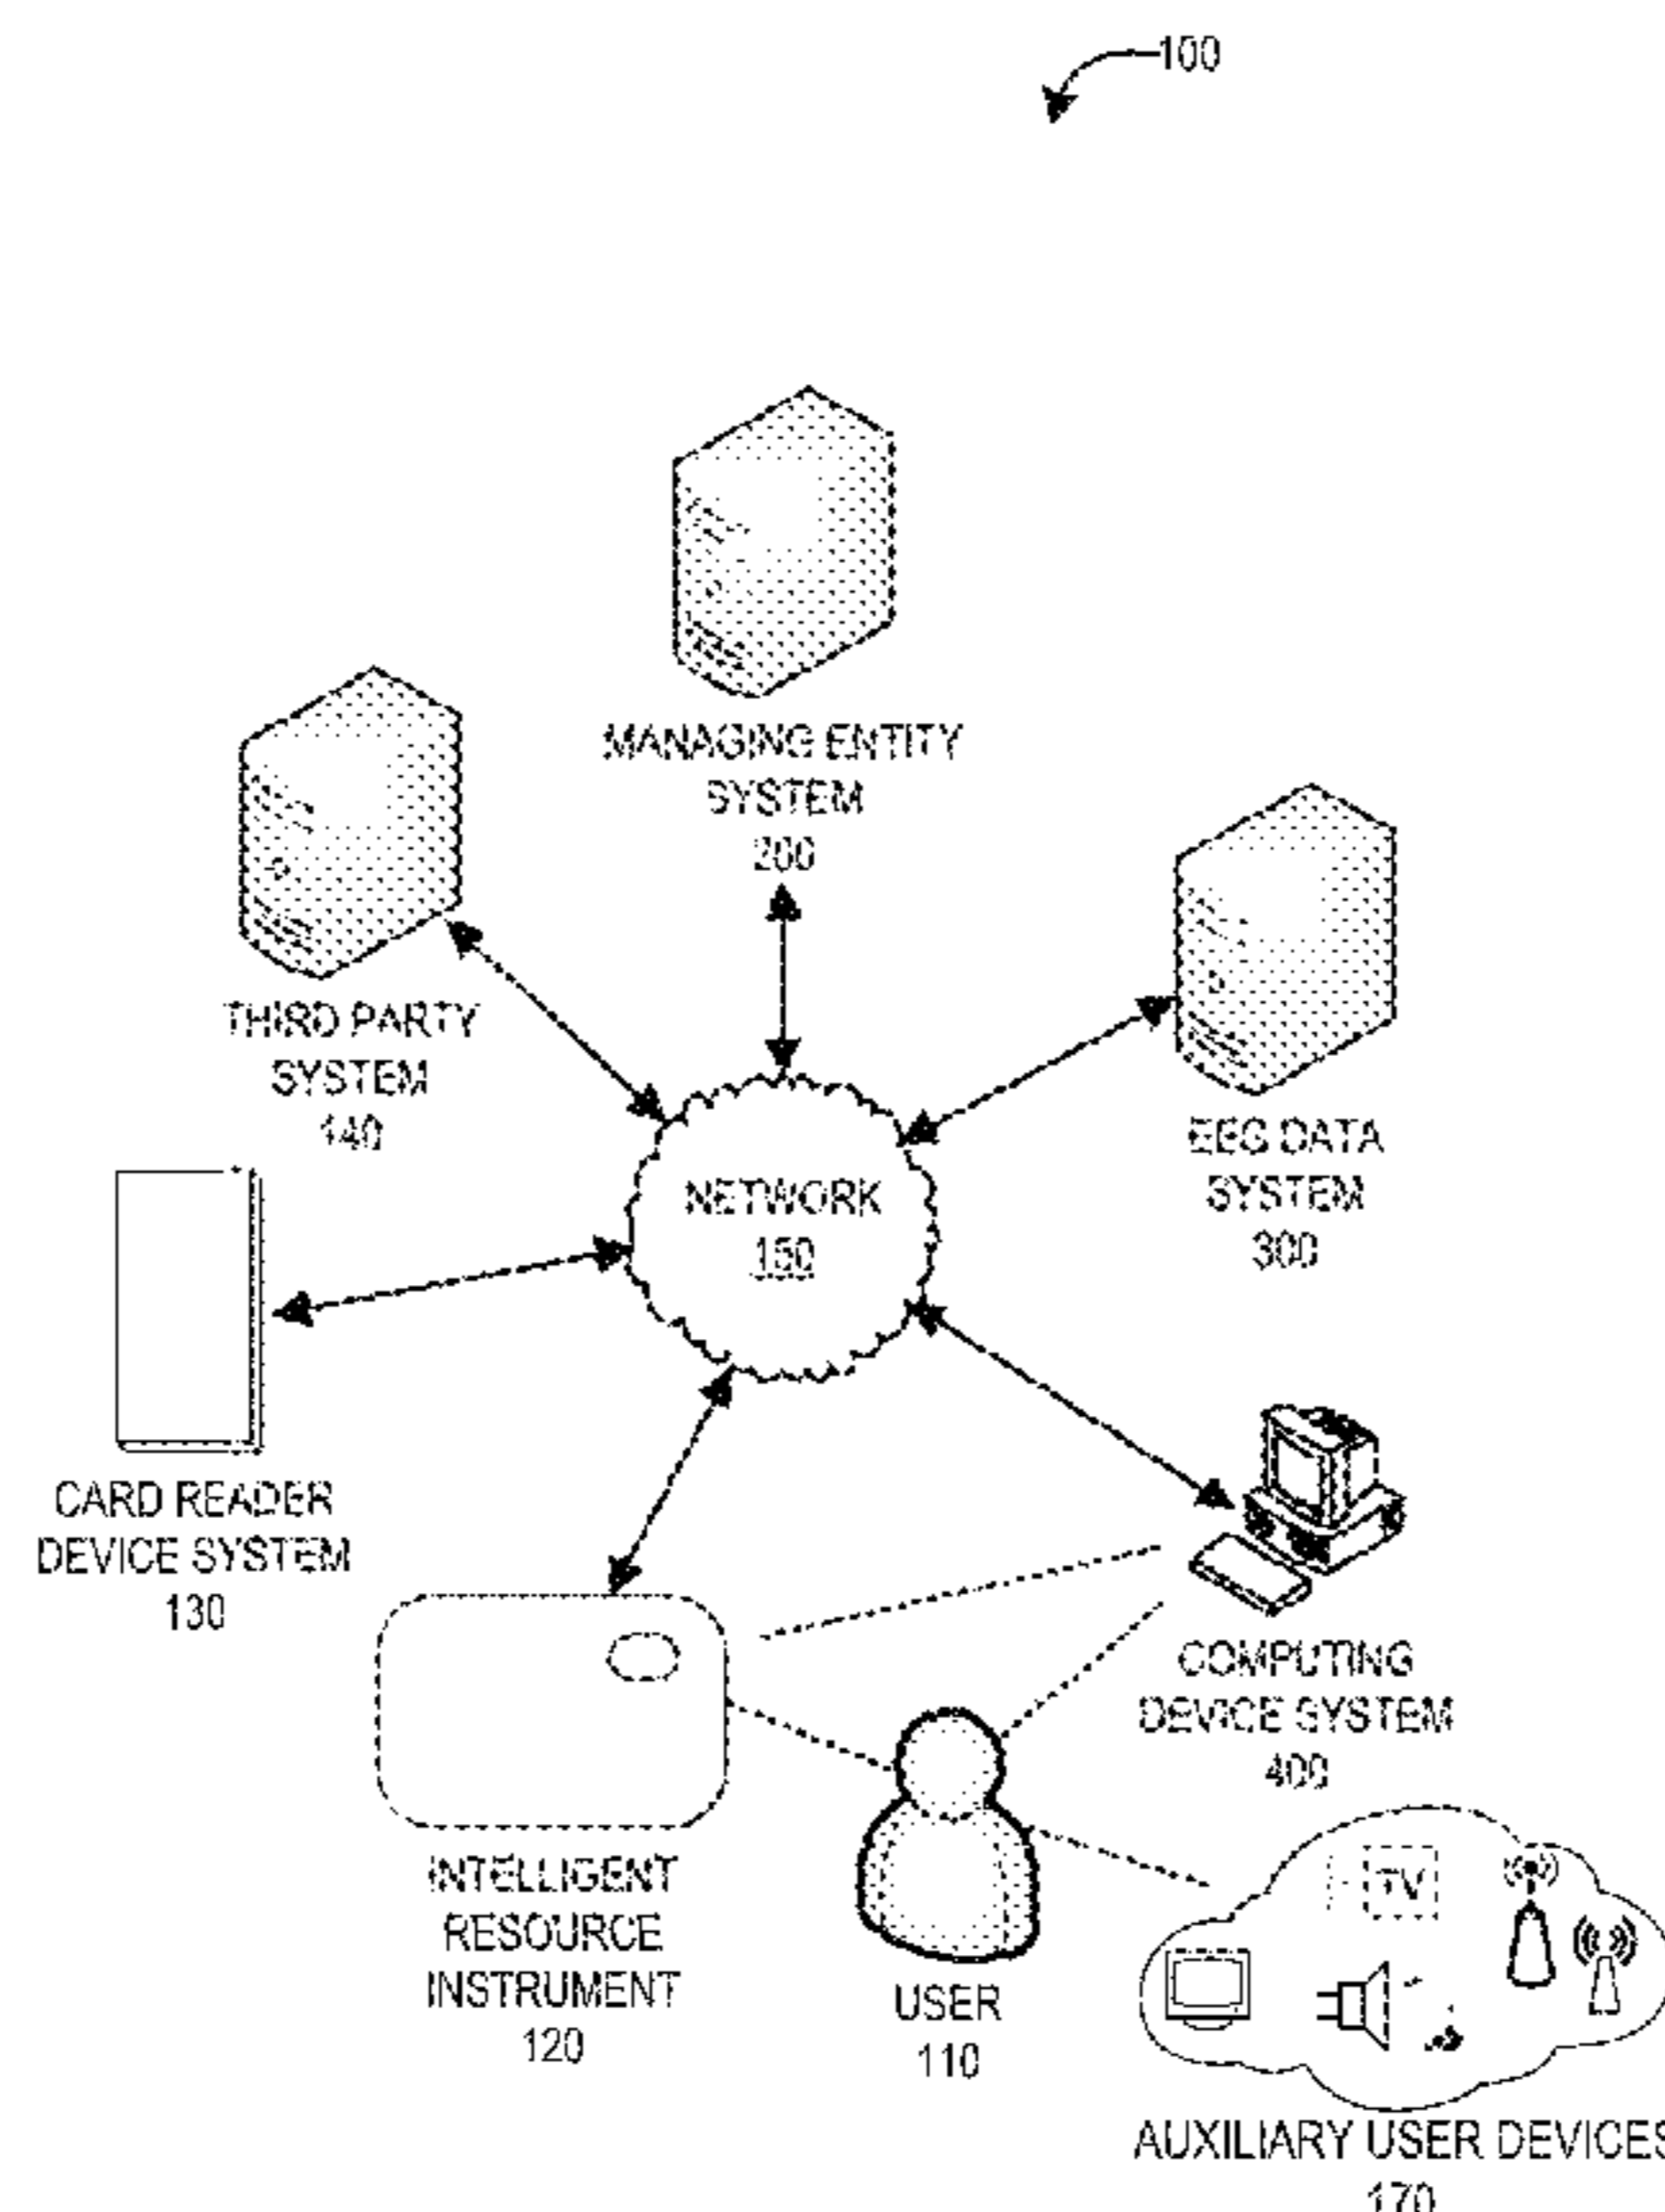 100
MANAGING ENTITY
SYSTEM
200
THIRD PARTY
SYSTEM
140
EEG DATA
SYSTEM
300
NETWORK
150
CARD READER
DEVICE SYSTEM
130
COMPUTING
DEVICE SYSTEM
400
INTELLIGENT
RESOURCE
INSTRUMENT
120
USER
110
TV
AUXILIARY USER DEVICES
170